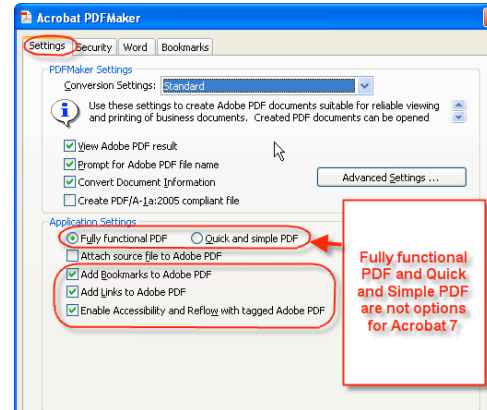 Acrobat PDFMaker
Settings Security Word Bookmarks
PDFMaker Settings
Conversion Settings: Standard
Use these settings to create Adobe PDF documents suitable for reliable viewing
and printing of business documents. Created PDF documents can be opened
View Adobe PDF result
Prompt for Adobe PDF file name
Convert Document Information
Advanced Settings ...
Create PDF/A-1a:2005 compliant file
Application Settings
Fully functional PDF Quick and simple PDF
Attach source file to Adobe PDF
Add Bookmarks to Adobe PDF
Add Links to Adobe PDF
Enable Accessibility and Reflow with tagged Adobe PDF
Fully functional
PDF and Quick
and Simple PDF
are not options
for Acrobat 7